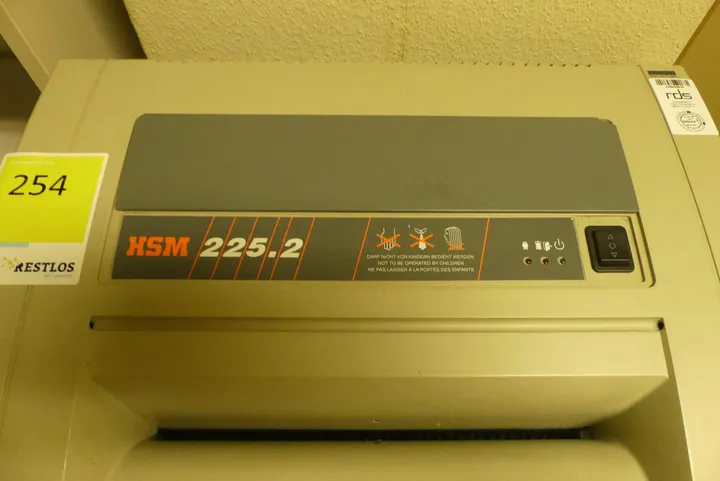 254
RESTLOS
HSM 225.2
DARF NICHT VON KINDERN BEDIENT WERDEN
NOT TO BE OPERATED BY CHILDREN
NE PAS LAISSER À LA PORTÉE DES ENFANTS
rds